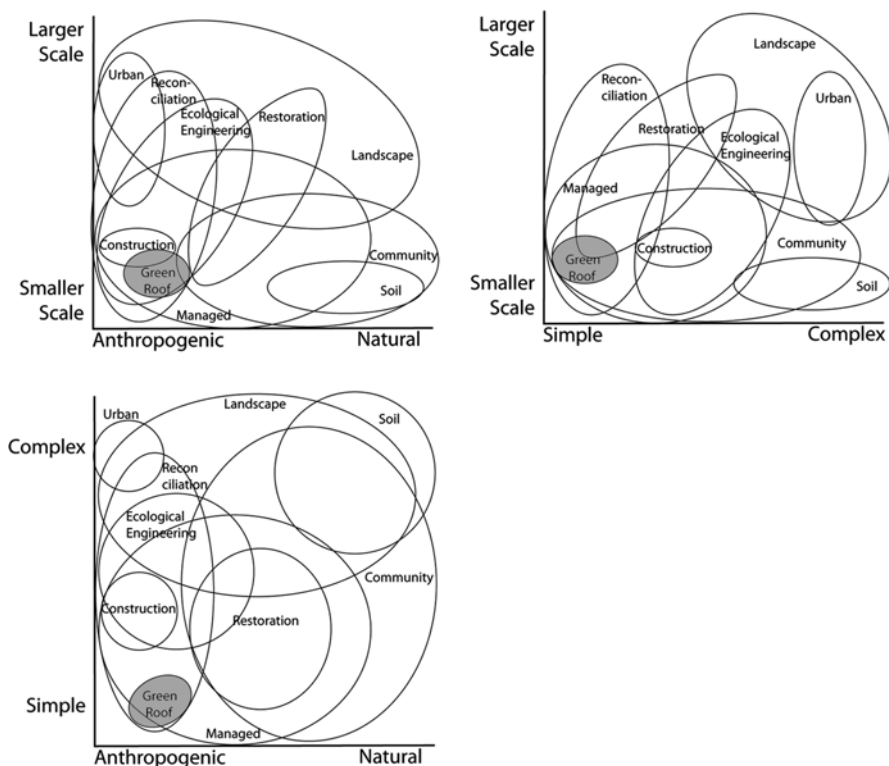 Larger
Scale
Urban
Recon-
ciliation
Ecological
Engineering
Restoration
Landscape
Construction
Community
Green
Roof
Soil
Smaller
Scale
Managed
Anthropogenic
Natural
Larger
Scale
Landscape
Recon-
ciliation
Urban
Restoration
Ecological
Engineering
Managed
Construction
Community
Green
Roof
Soil
Smaller
Scale
Simple
Complex
Urban
Landscape
Soil
Complex
Recon
ciliation
Ecological
Engineering
Community
Construction
Restoration
Green
Roof
Simple
Managed
Anthropogenic
Natural